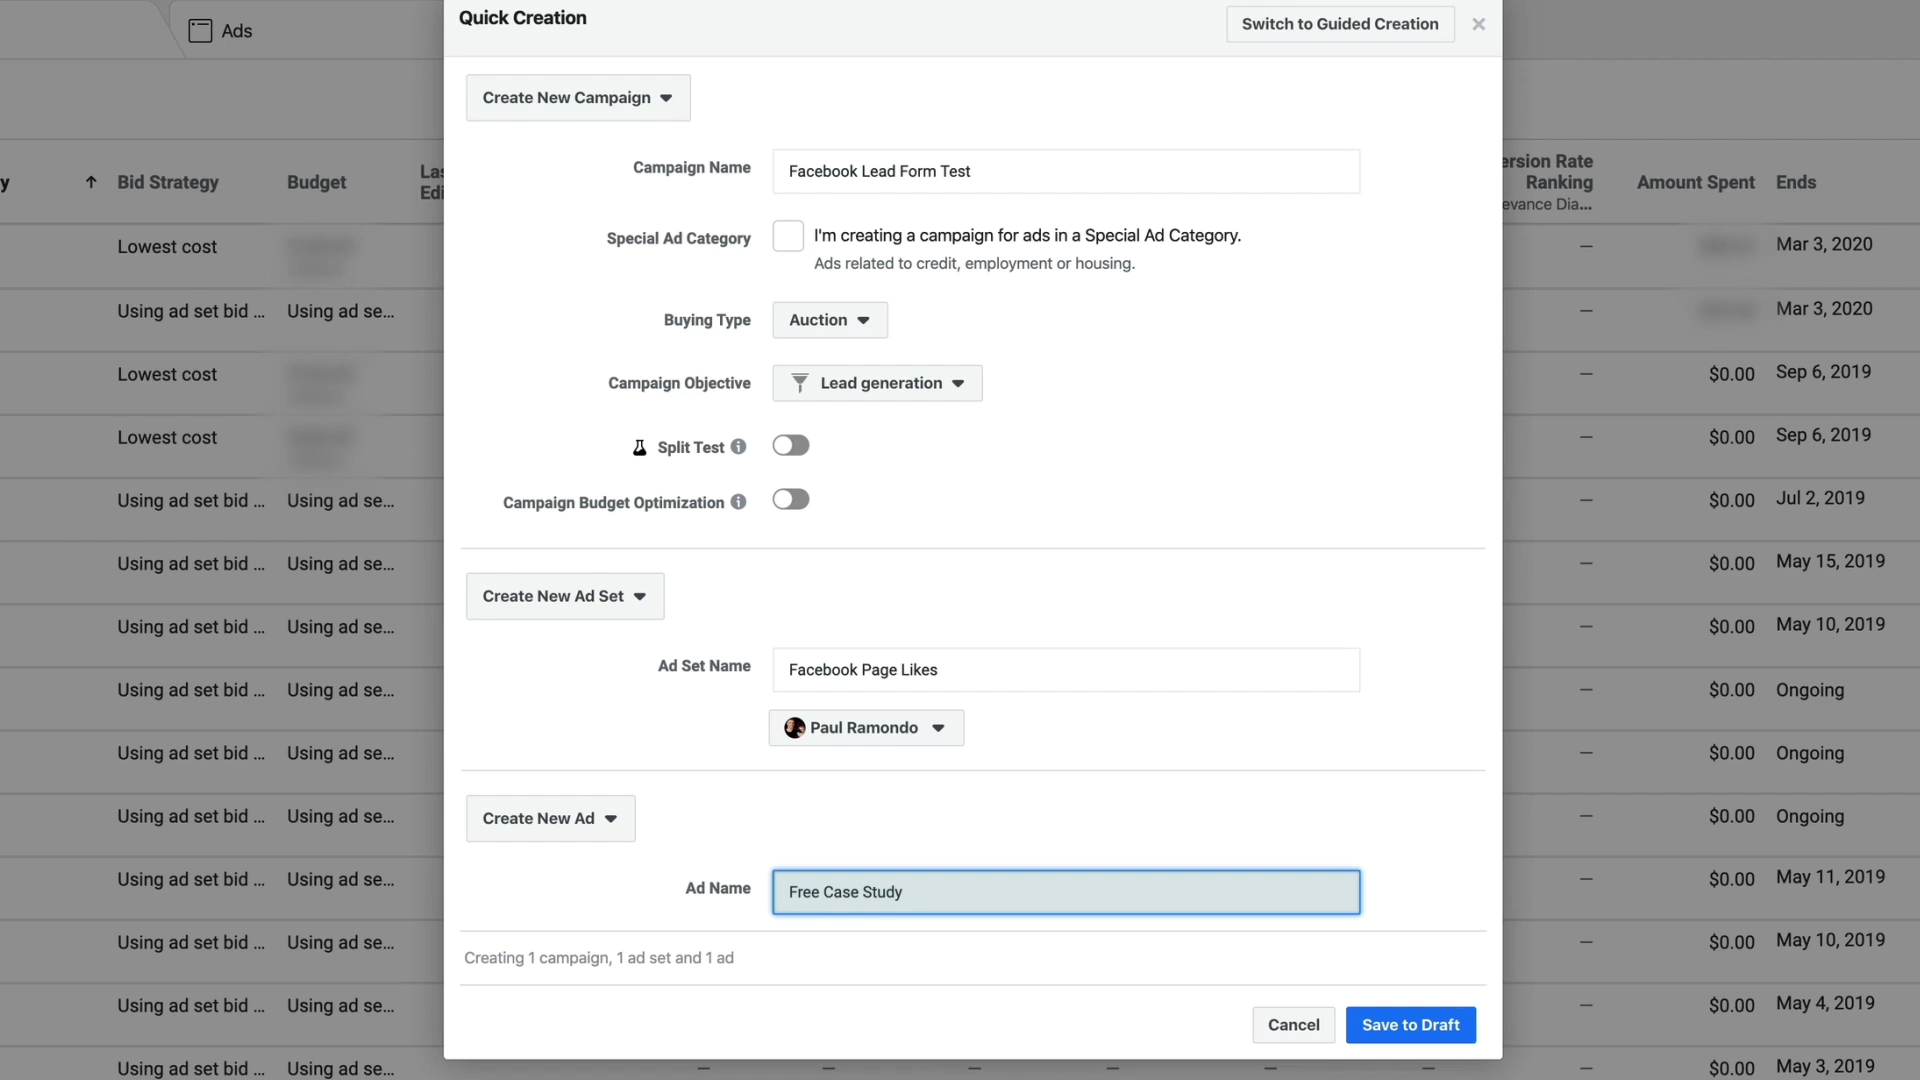 Quick Creation
Switch to Guided Creation
Ads
Create New Campaign
Campaign Name
Facebook Lead Form Test
Special Ad Category
I'm creating a campaign for ads in a Special Ad Category.
Ads related to credit, employment or housing.
Buying Type
Auction
Campaign Objective
Lead generation
Split Test
Campaign Budget Optimization
Create New Ad Set
Ad Set Name
Facebook Page Likes
Paul Ramondo
Create New Ad
Ad Name
Free Case Study
Creating 1 campaign, 1 ad set and 1 ad
Cancel
Save to Draft
y Bid Strategy Budget
Ranking Amount Spent Ends
Lowest cost — Mar 3, 2020
Using ad set bid ... Using ad se... — Mar 3, 2020
Lowest cost — $0.00 Sep 6, 2019
Lowest cost — $0.00 Sep 6, 2019
Using ad set bid ... Using ad se... — $0.00 Jul 2, 2019
Using ad set bid ... Using ad se... — $0.00 May 15, 2019
Using ad set bid ... Using ad se... — $0.00 May 10, 2019
Using ad set bid ... Using ad se... — $0.00 Ongoing
Using ad set bid ... Using ad se... — $0.00 Ongoing
Using ad set bid ... Using ad se... — $0.00 Ongoing
Using ad set bid ... Using ad se... — $0.00 May 11, 2019
Using ad set bid ... Using ad se... — $0.00 May 10, 2019
Using ad set bid ... Using ad se... — $0.00 May 4, 2019
Using ad set bid ... Using ad se... — — — — — — — $0.00 May 3, 2019